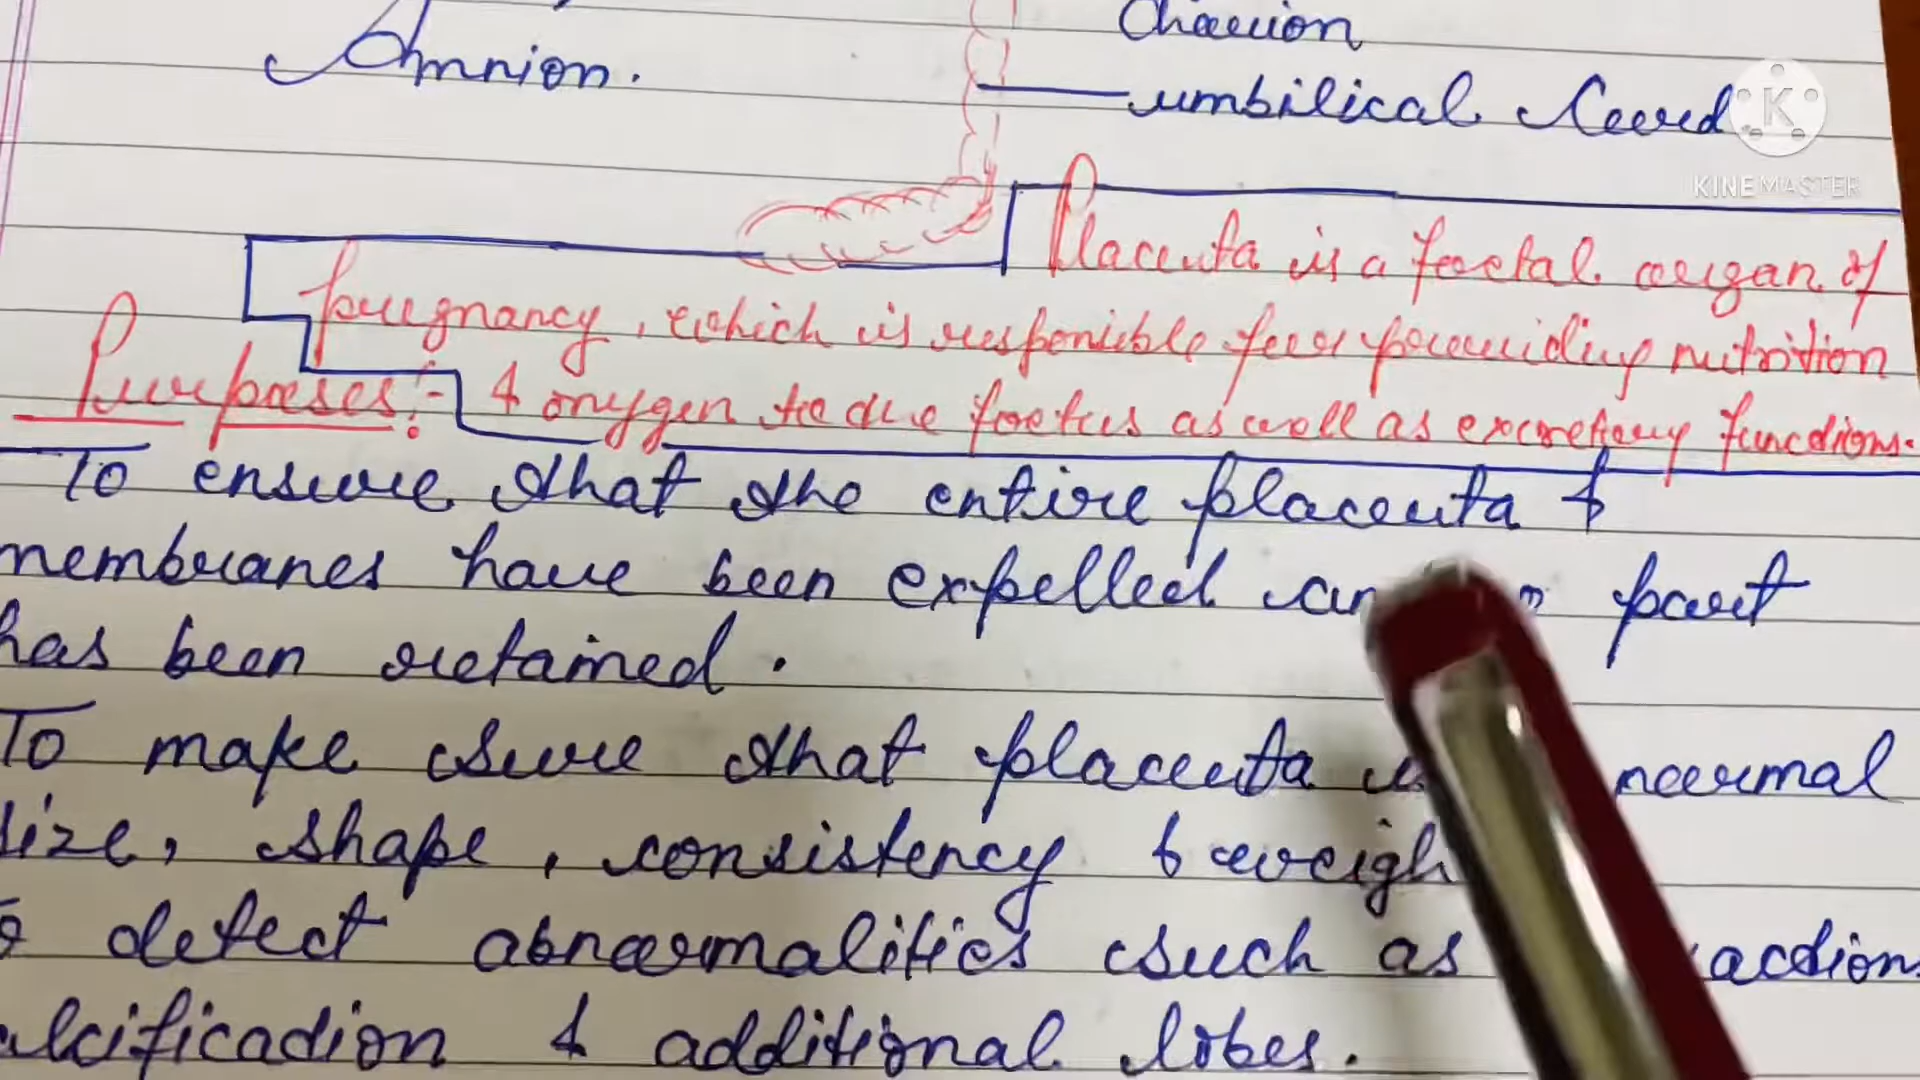 Chorion
Amnion.
umbilical Cord
KINEMASTER
Placenta is a foetal organ of
pregnancy, which is responsible for providing nutrition
Purposes:- & oxygen to the foetus as well as excretory functions.
To ensure that the entire placenta &
membranes have been expelled part
has been retained.
To make sure that placenta normal
size, shape, consistency & weigh
detect abnormalities such as
& additional lobes.